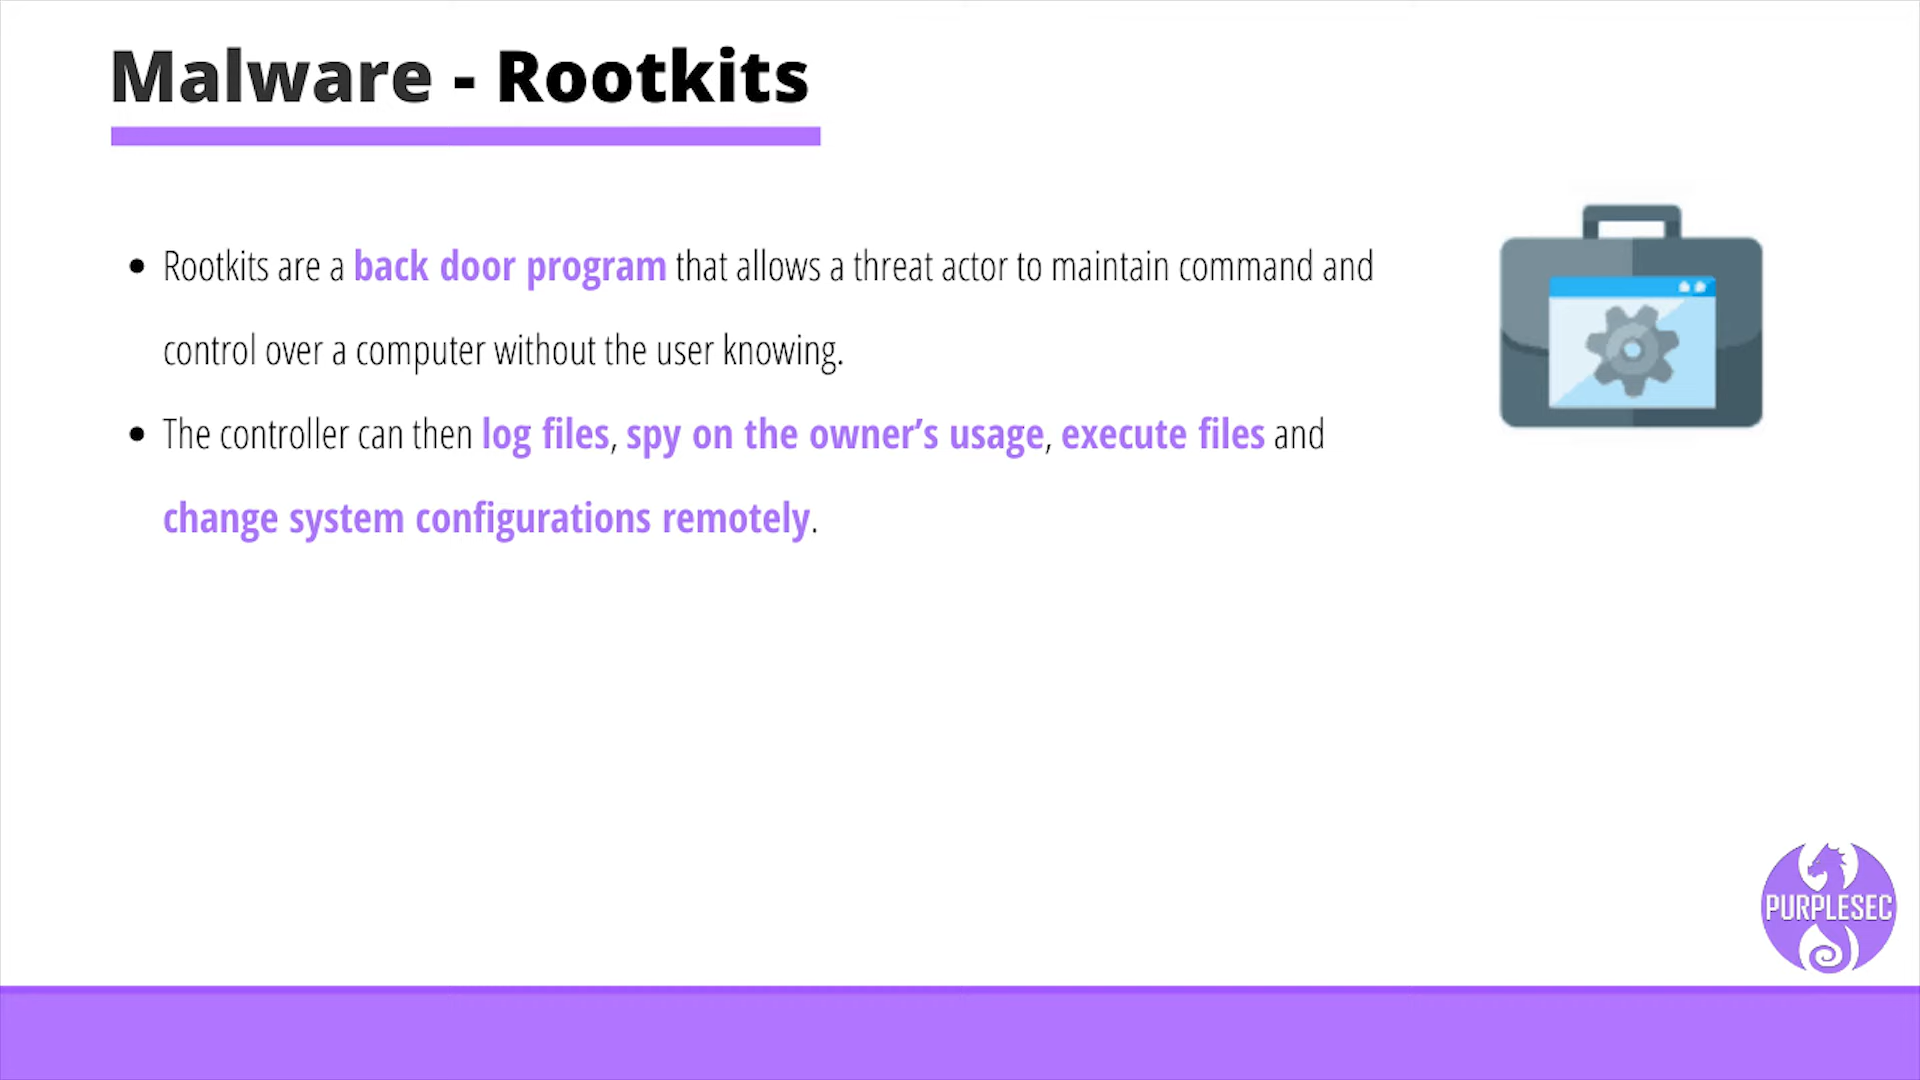 Malware - Rootkits
• Rootkits are a back door program that allows a threat actor to maintain command and
control over a computer without the user knowing.
• The controller can then log files, spy on the owner’s usage, execute files and
change system configurations remotely.
PURPLESEC